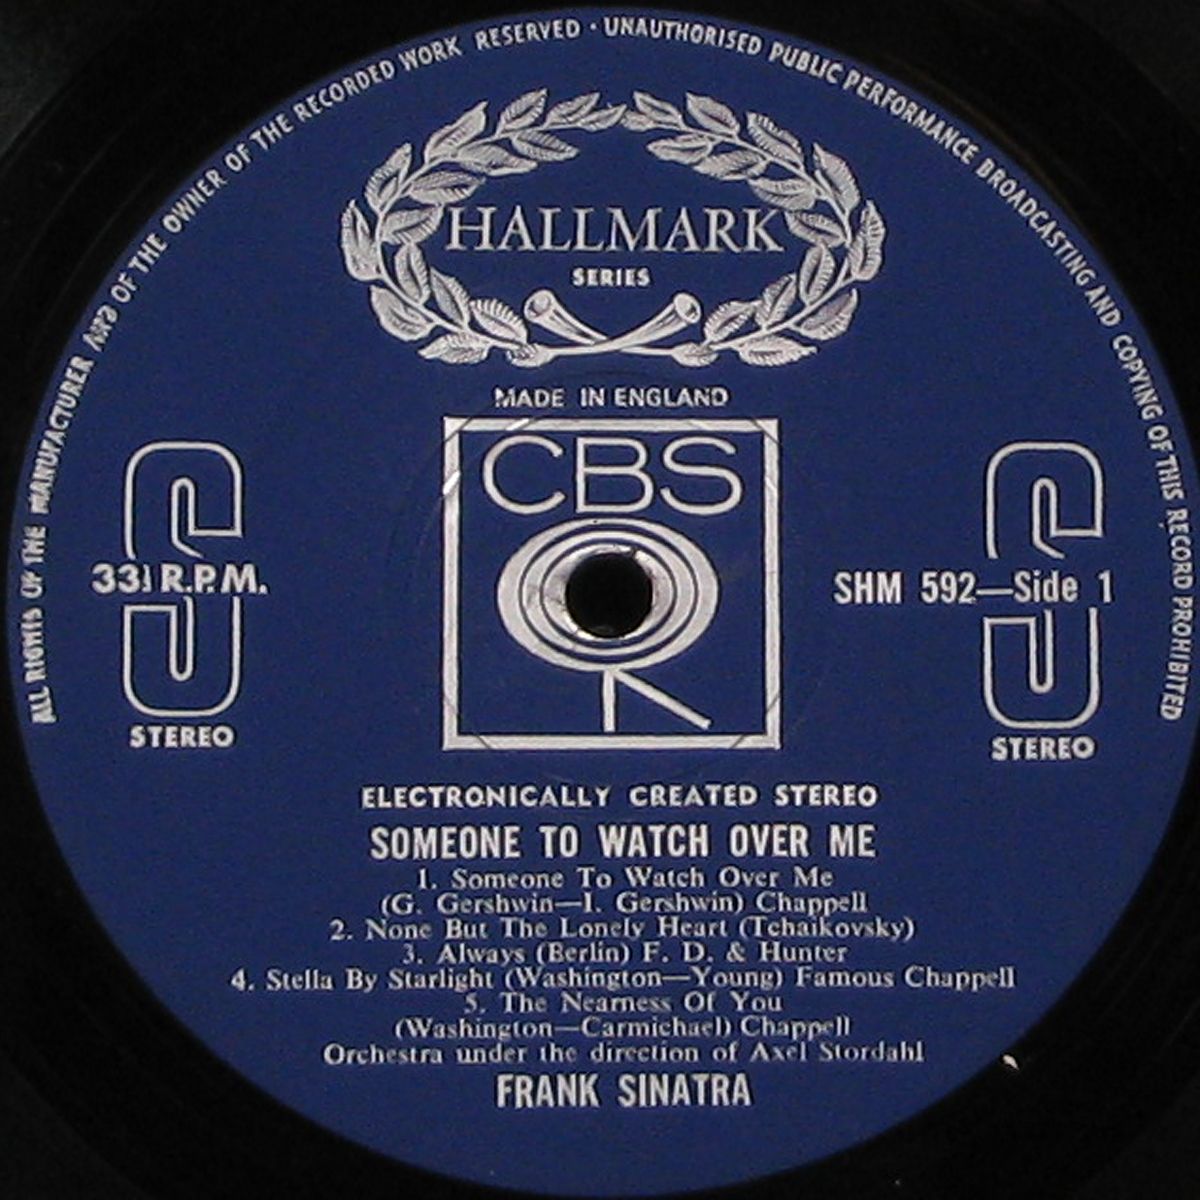 ALL RIGHTS OF THE MANUFACTURER AND OF THE OWNER OF THE RECORDED WORK RESERVED · UNAUTHORISED PUBLIC PERFORMANCE BROADCASTING AND COPYING OF THIS RECORD PROHIBITED
HALLMARK
SERIES
MADE IN ENGLAND
CBS
S
33⅓ R.P.M.
STEREO
S
SHM 592—Side 1
STEREO
ELECTRONICALLY CREATED STEREO
SOMEONE TO WATCH OVER ME
1. Someone To Watch Over Me
(G. Gershwin—I. Gershwin) Chappell
2. None But The Lonely Heart (Tchaikovsky)
3. Always (Berlin) F. D. & Hunter
4. Stella By Starlight (Washington—Young) Famous Chappell
5. The Nearness Of You
(Washington—Carmichael) Chappell
Orchestra under the direction of Axel Stordahl
FRANK SINATRA